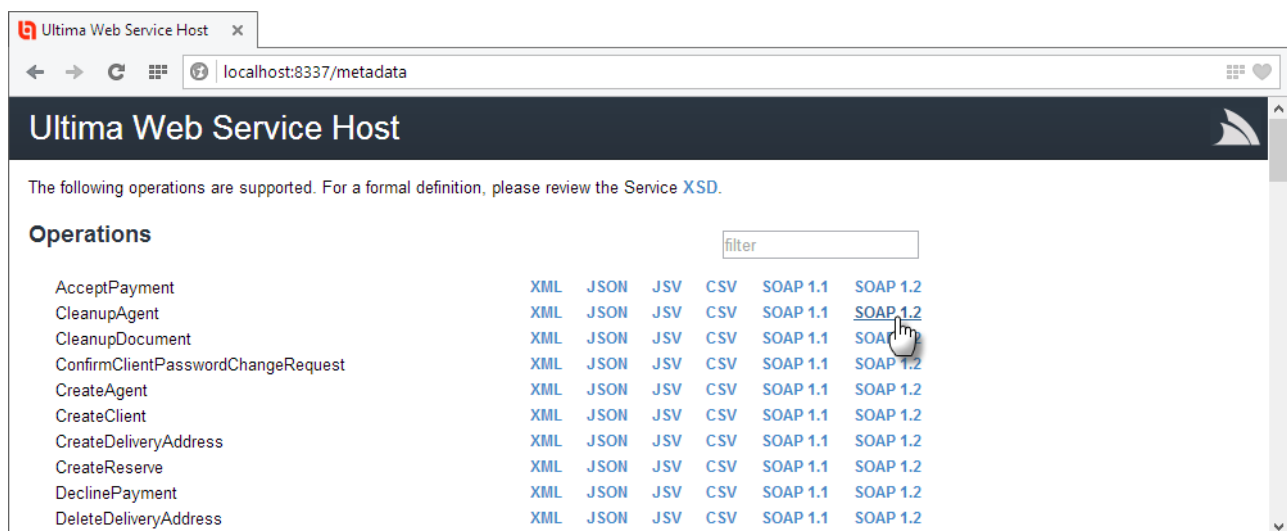 Ultima Web Service Host
localhost:8337/metadata
Ultima Web Service Host
The following operations are supported. For a formal definition, please review the Service XSD.
Operations
filter
AcceptPayment XML JSON JSV CSV SOAP 1.1 SOAP 1.2
CleanupAgent XML JSON JSV CSV SOAP 1.1 SOAP 1.2
CleanupDocument XML JSON JSV CSV SOAP 1.1 SOAP 1.2
ConfirmClientPasswordChangeRequest XML JSON JSV CSV SOAP 1.1 SOAP 1.2
CreateAgent XML JSON JSV CSV SOAP 1.1 SOAP 1.2
CreateClient XML JSON JSV CSV SOAP 1.1 SOAP 1.2
CreateDeliveryAddress XML JSON JSV CSV SOAP 1.1 SOAP 1.2
CreateReserve XML JSON JSV CSV SOAP 1.1 SOAP 1.2
DeclinePayment XML JSON JSV CSV SOAP 1.1 SOAP 1.2
DeleteDeliveryAddress XML JSON JSV CSV SOAP 1.1 SOAP 1.2